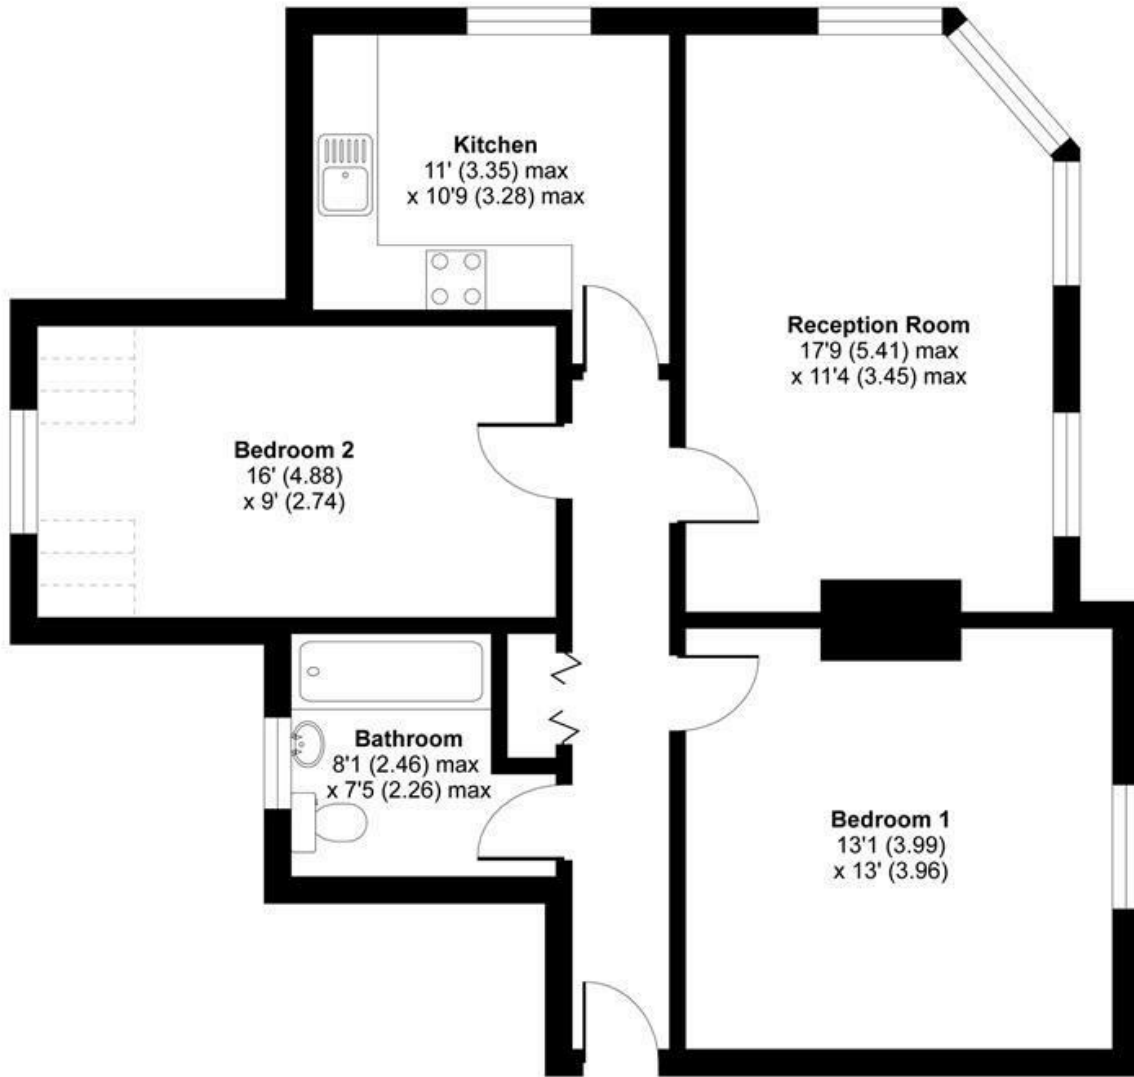 Kitchen
11' (3.35) max
x 10'9 (3.28) max
Reception Room
17'9 (5.41) max
x 11'4 (3.45) max
Bedroom 2
16' (4.88)
x 9' (2.74)
Bathroom
8'1 (2.46) max
x 7'5 (2.26) max
Bedroom 1
13'1 (3.99)
x 13' (3.96)